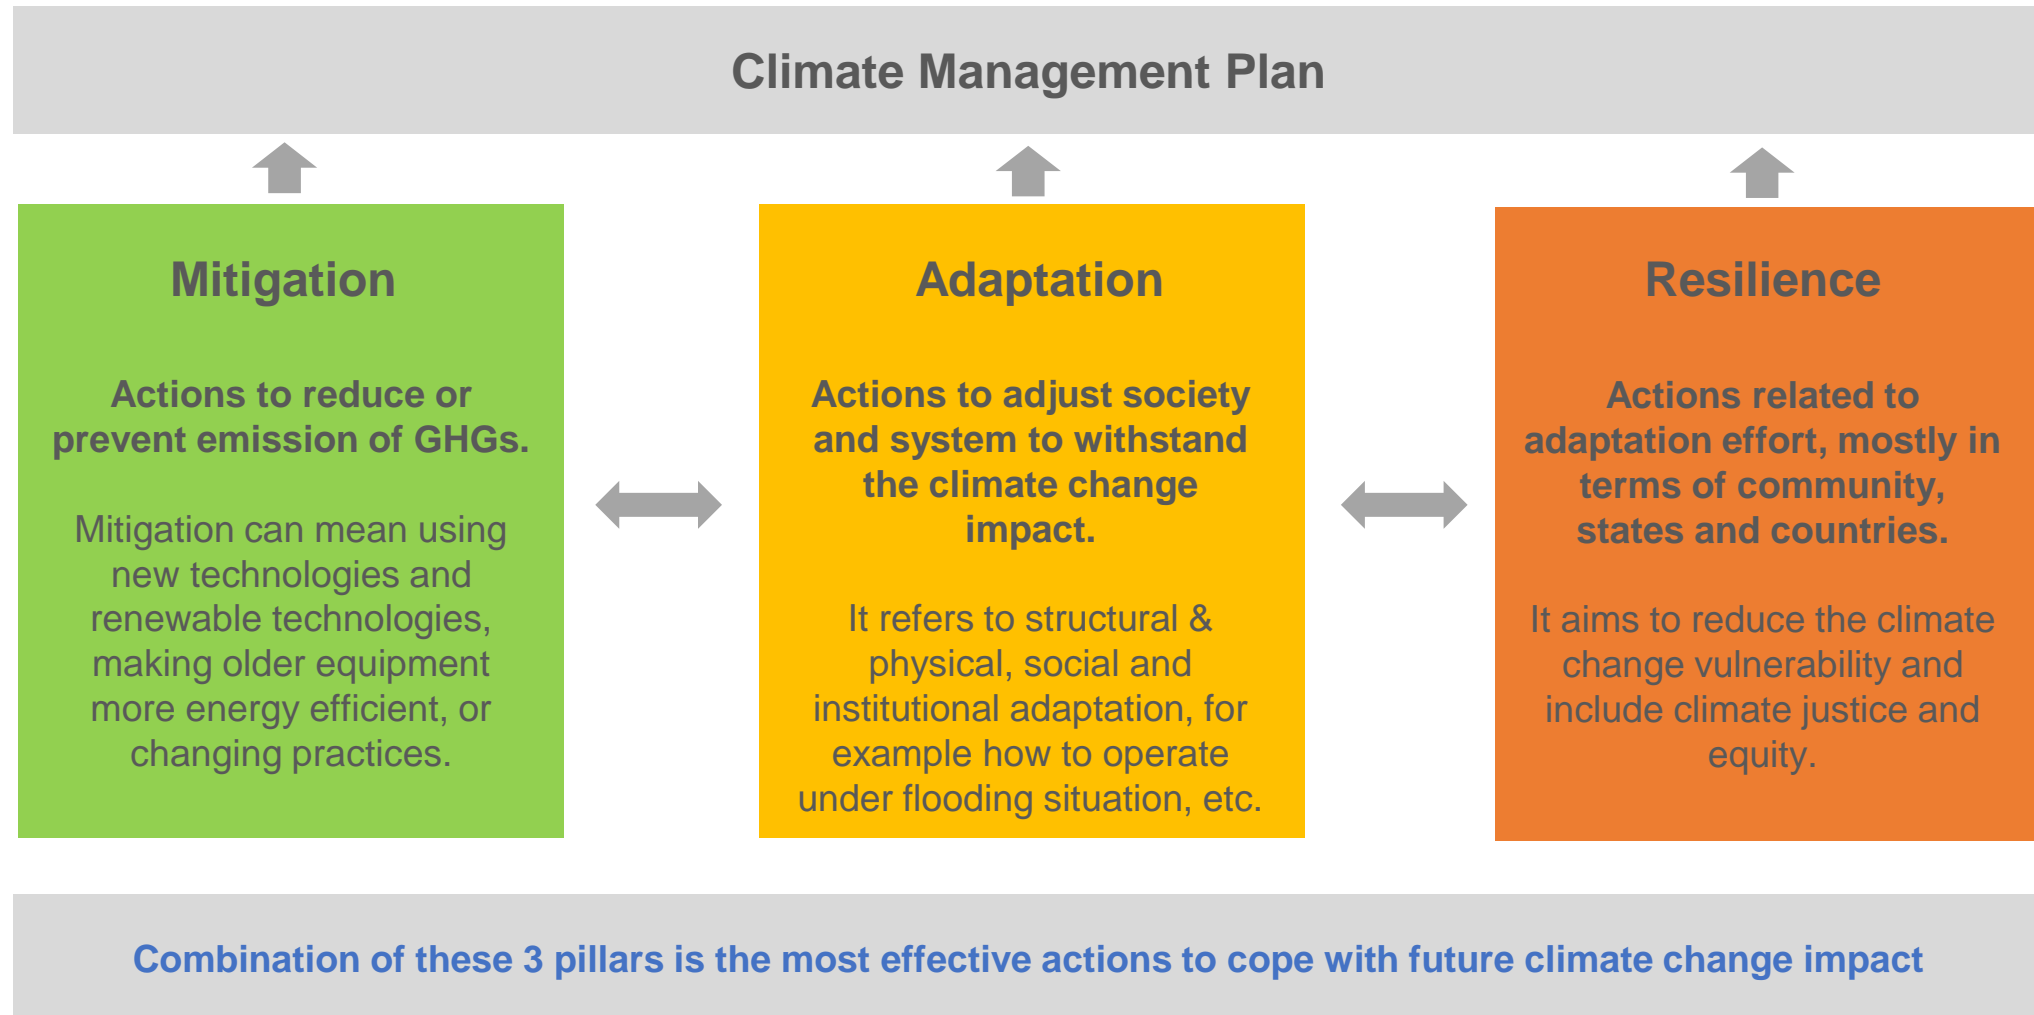 Climate Management Plan
Mitigation
Actions to reduce or
prevent emission of GHGs.
Mitigation can mean using
new technologies and
renewable technologies,
making older equipment
more energy efficient, or
changing practices.
Adaptation
Actions to adjust society
and system to withstand
the climate change
impact.
It refers to structural &
physical, social and
institutional adaptation, for
example how to operate
under flooding situation, etc.
Resilience
Actions related to
adaptation effort, mostly in
terms of community,
states and countries.
It aims to reduce the climate
change vulnerability and
include climate justice and
equity.
Combination of these 3 pillars is the most effective actions to cope with future climate change impact